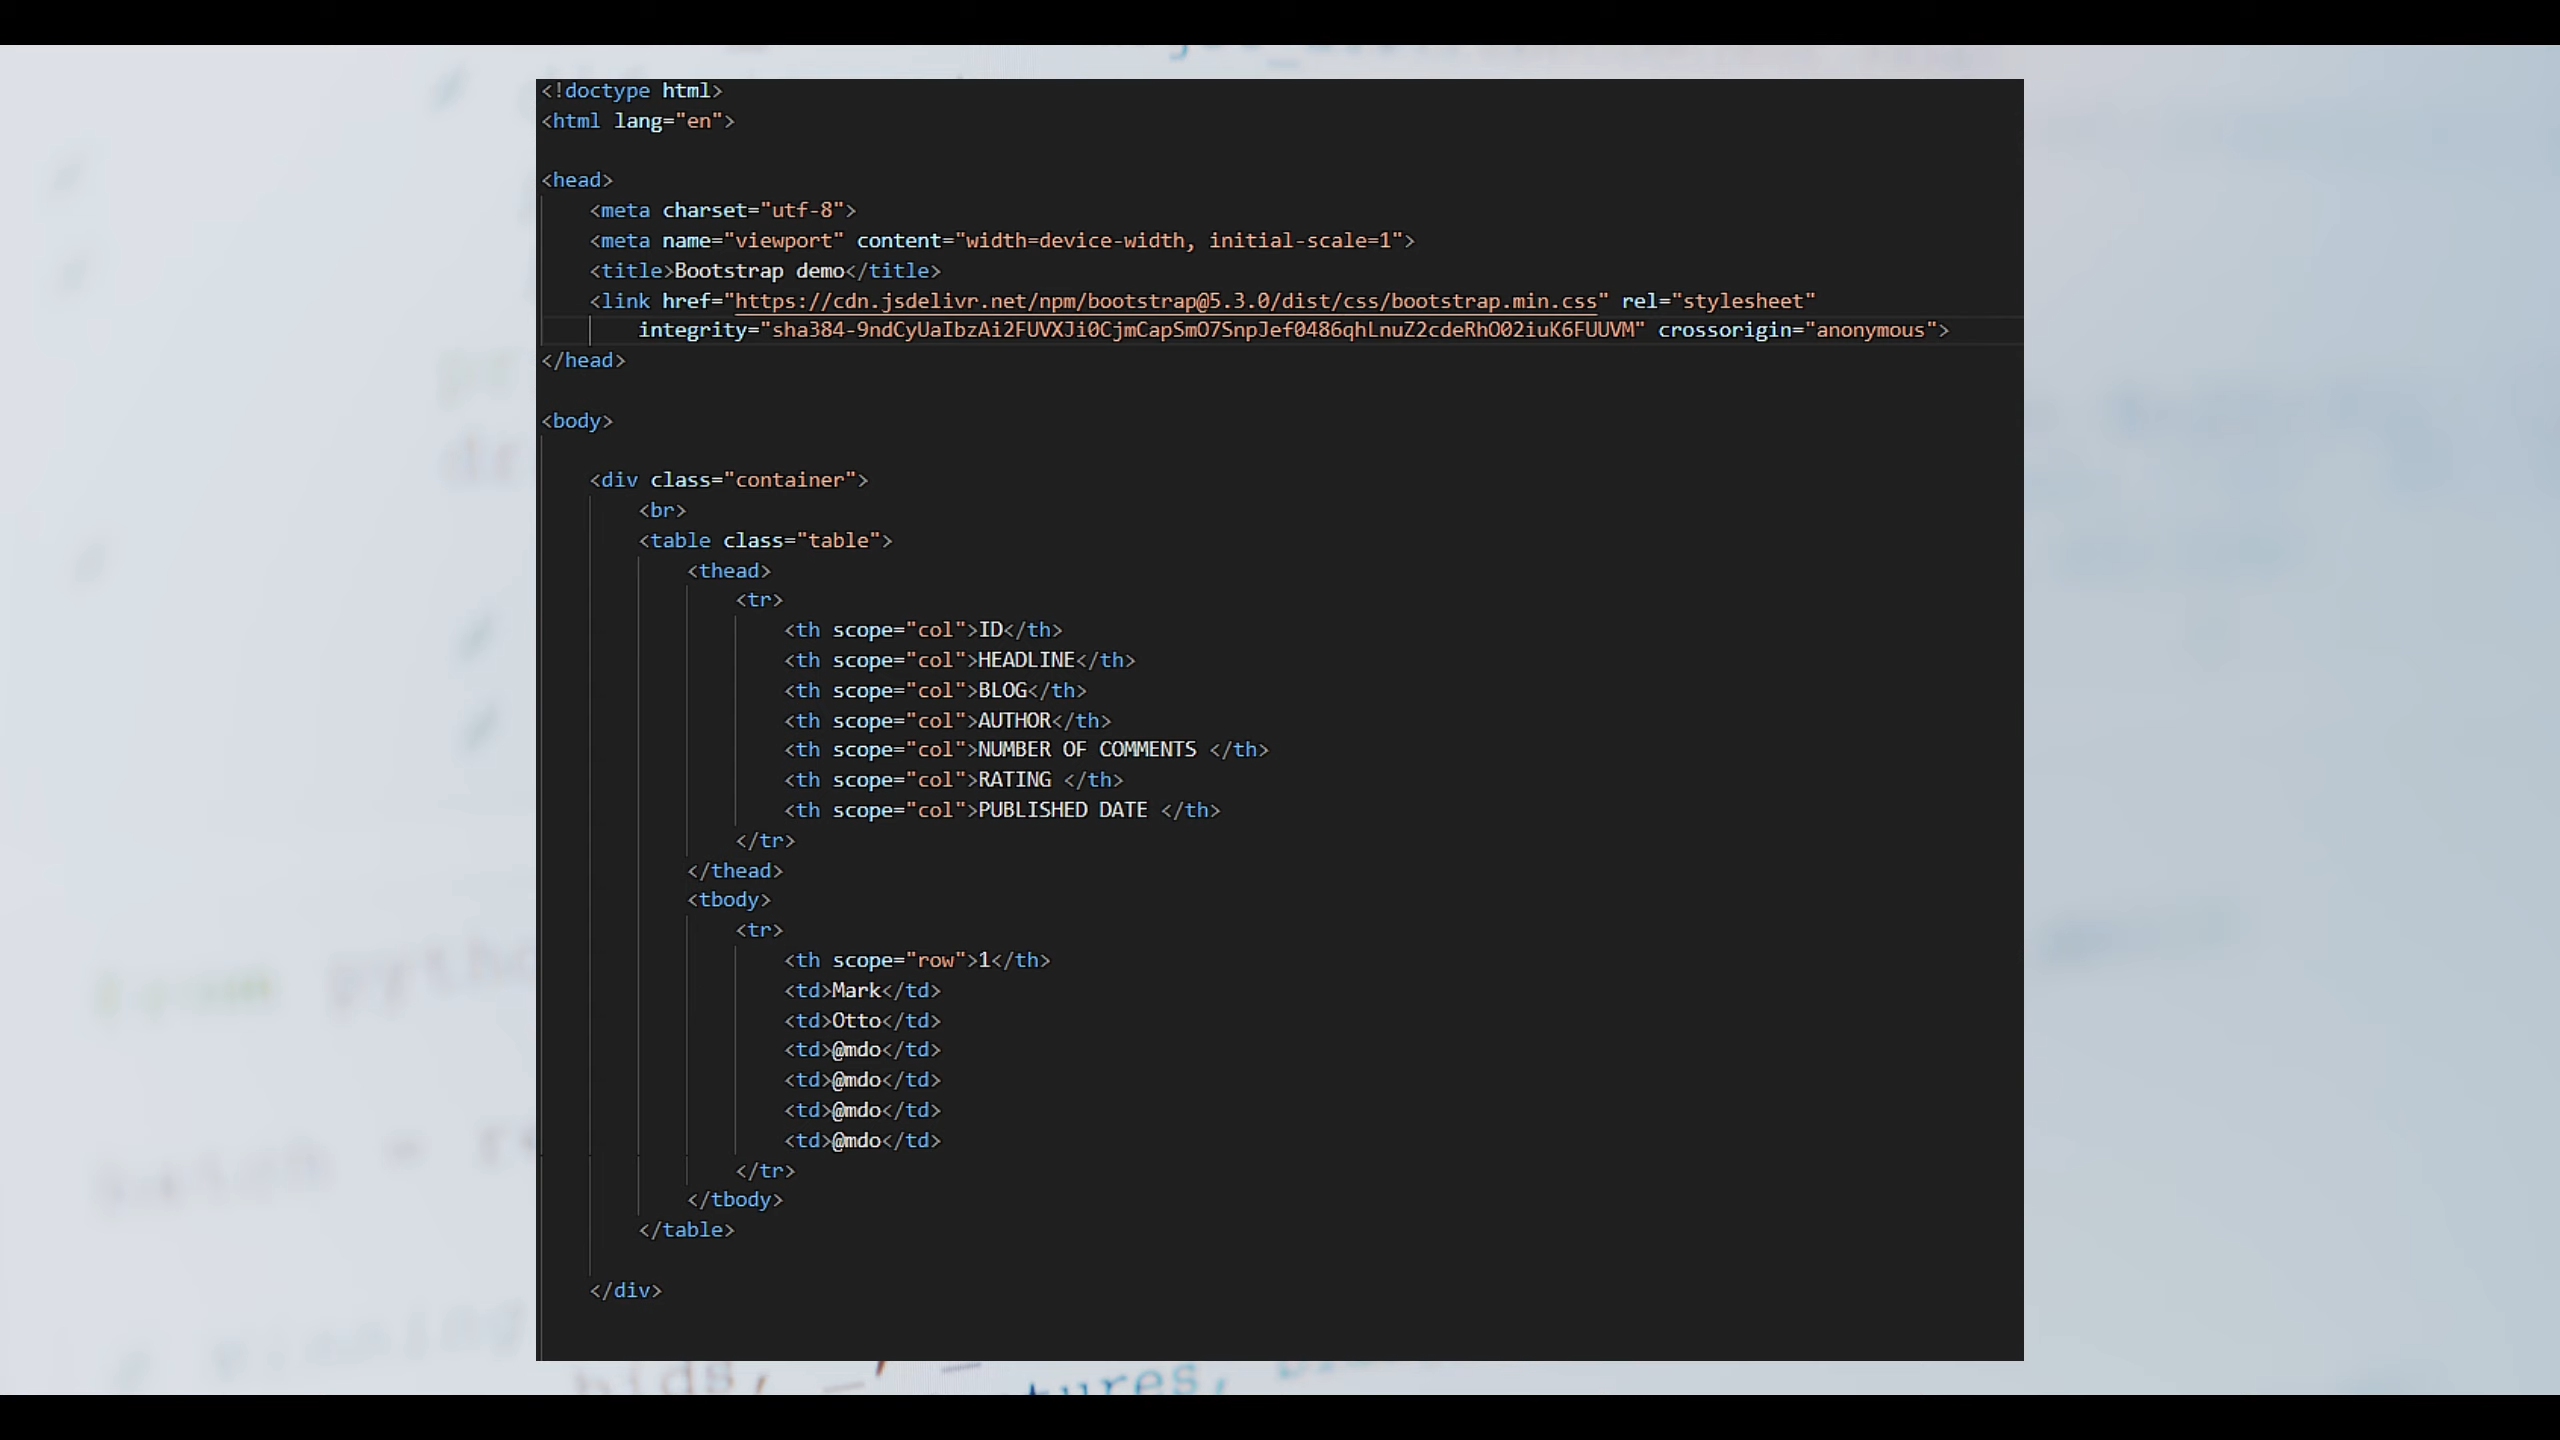 <!doctype html>
<html lang="en">
<head>
<meta charset="utf-8">
<meta name="viewport" content="width=device-width, initial-scale=1">
<title>Bootstrap demo</title>
<link href="https://cdn.jsdelivr.net/npm/bootstrap@5.3.0/dist/css/bootstrap.min.css" rel="stylesheet"
integrity="sha384-9ndCyUaIbzAi2FUVXJi0CjmCapSmO7SnpJef0486qhLnuZ2cdeRhO02iuK6FUUVM" crossorigin="anonymous">
</head>
<body>
<div class="container">
<br>
<table class="table">
<thead>
<tr>
<th scope="col">ID</th>
<th scope="col">HEADLINE</th>
<th scope="col">BLOG</th>
<th scope="col">AUTHOR</th>
<th scope="col">NUMBER OF COMMENTS </th>
<th scope="col">RATING </th>
<th scope="col">PUBLISHED DATE </th>
</tr>
</thead>
<tbody>
<tr>
<th scope="row">1</th>
<td>Mark</td>
<td>Otto</td>
<td>@mdo</td>
<td>@mdo</td>
<td>@mdo</td>
<td>@mdo</td>
</tr>
</tbody>
</table>
</div>